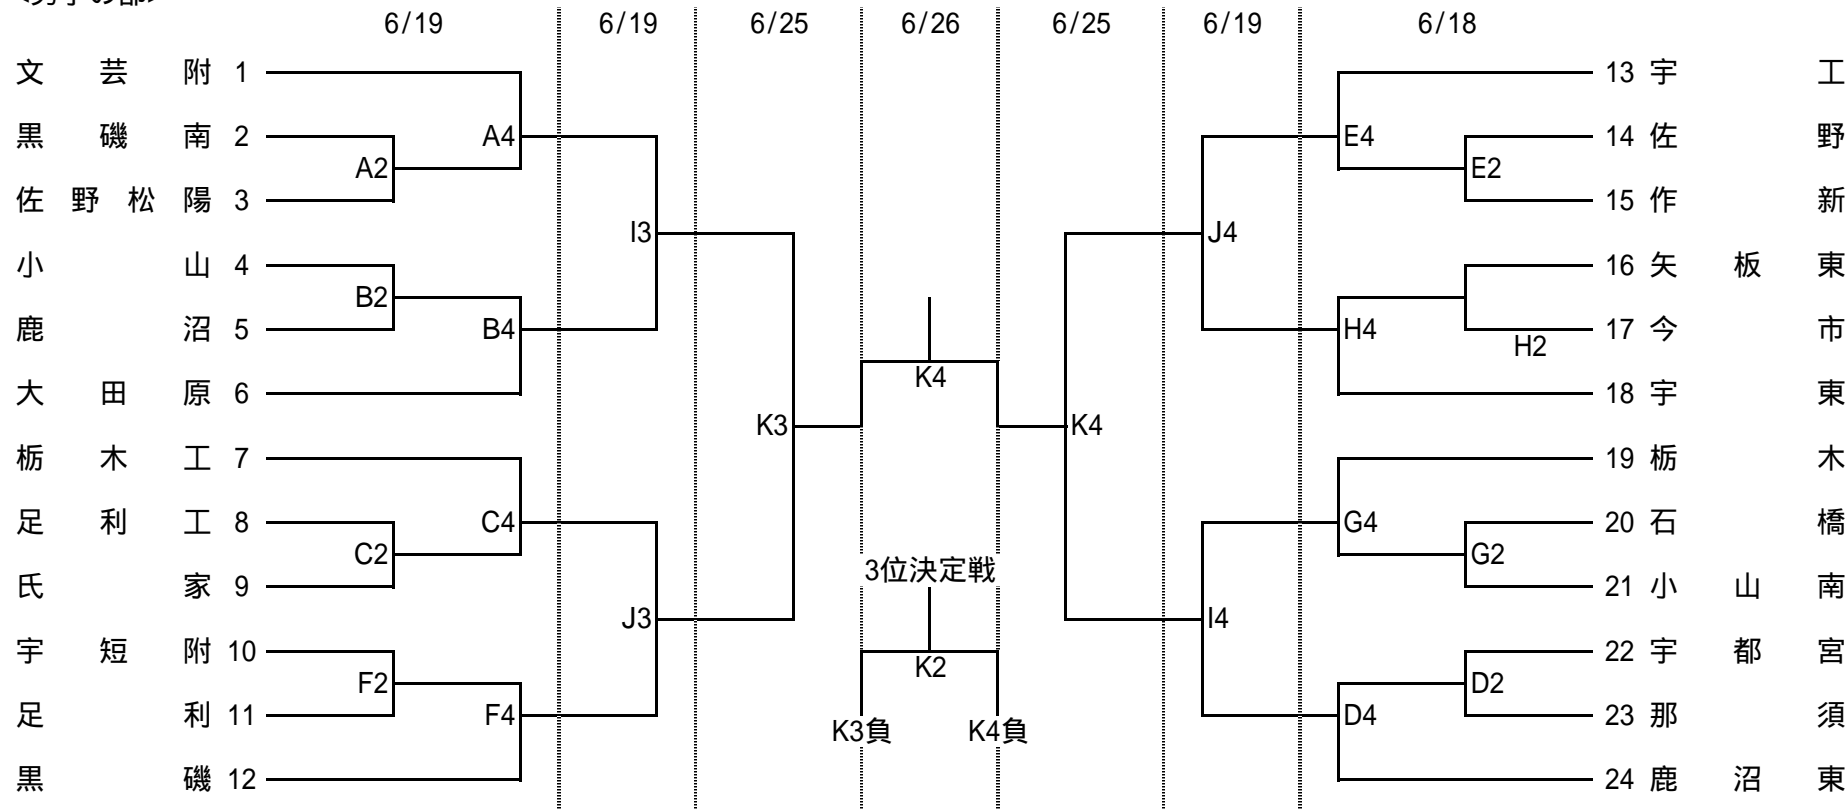 <男子の部>
6/19 6/19 6/25 6/26 6/25 6/19 6/18
文芸附 1 13 宇工
黒磯南 2 A4 E4 14 佐野
A2 E2
佐野松陽 3 15 作新
I3 J4
小山 4 16 矢板東
B2
鹿沼 5 B4 H4 17 今市
H2
K4
大田原 6 18 宇東
K3 K4
栃木工 7 19 栃木
足利工 8 C4 G4 20 石橋
C2 G2
3位決定戦
氏家 9 21 小山南
J3 I4
宇短附 10 22 宇都宮
K2
F2 D2
足利 11 F4 D4 23 那須
K3負 K4負
黒磯 12 24 鹿沼東